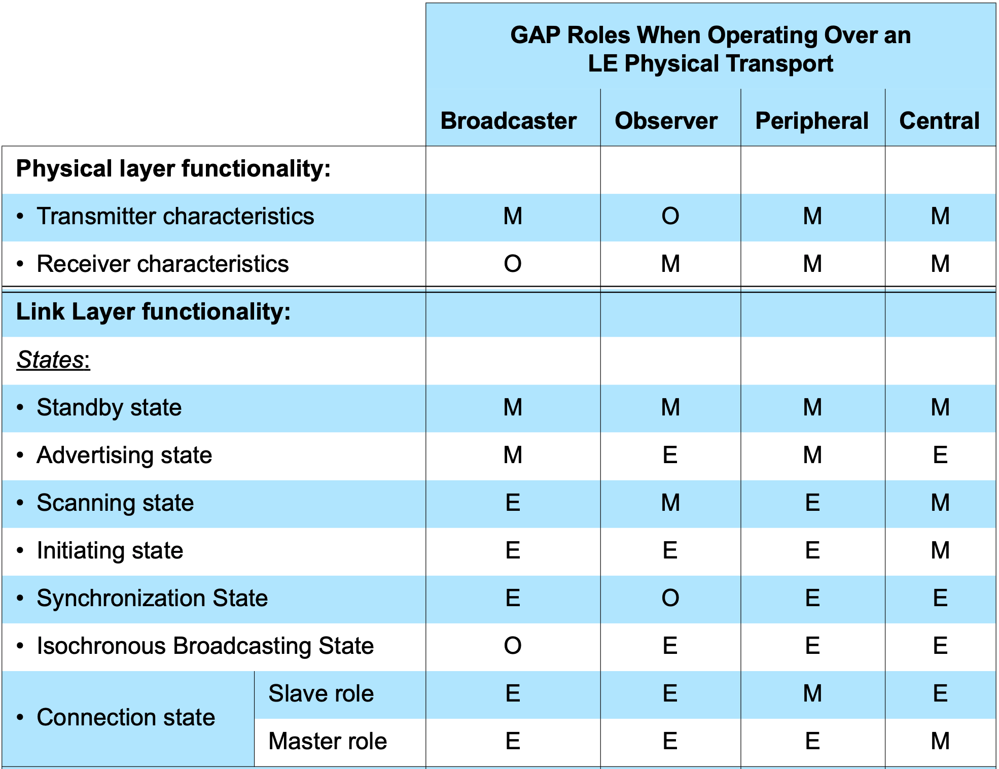 GAP Roles When Operating Over an
LE Physical Transport
Broadcaster Observer Peripheral Central
Physical layer functionality:
• Transmitter characteristics M O M M
• Receiver characteristics O M M M
Link Layer functionality:
States:
• Standby state M M M M
• Advertising state M E M E
• Scanning state E M E M
• Initiating state E E E M
• Synchronization State E O E E
• Isochronous Broadcasting State O E E E
• Connection state
Slave role E E M E
Master role E E E M